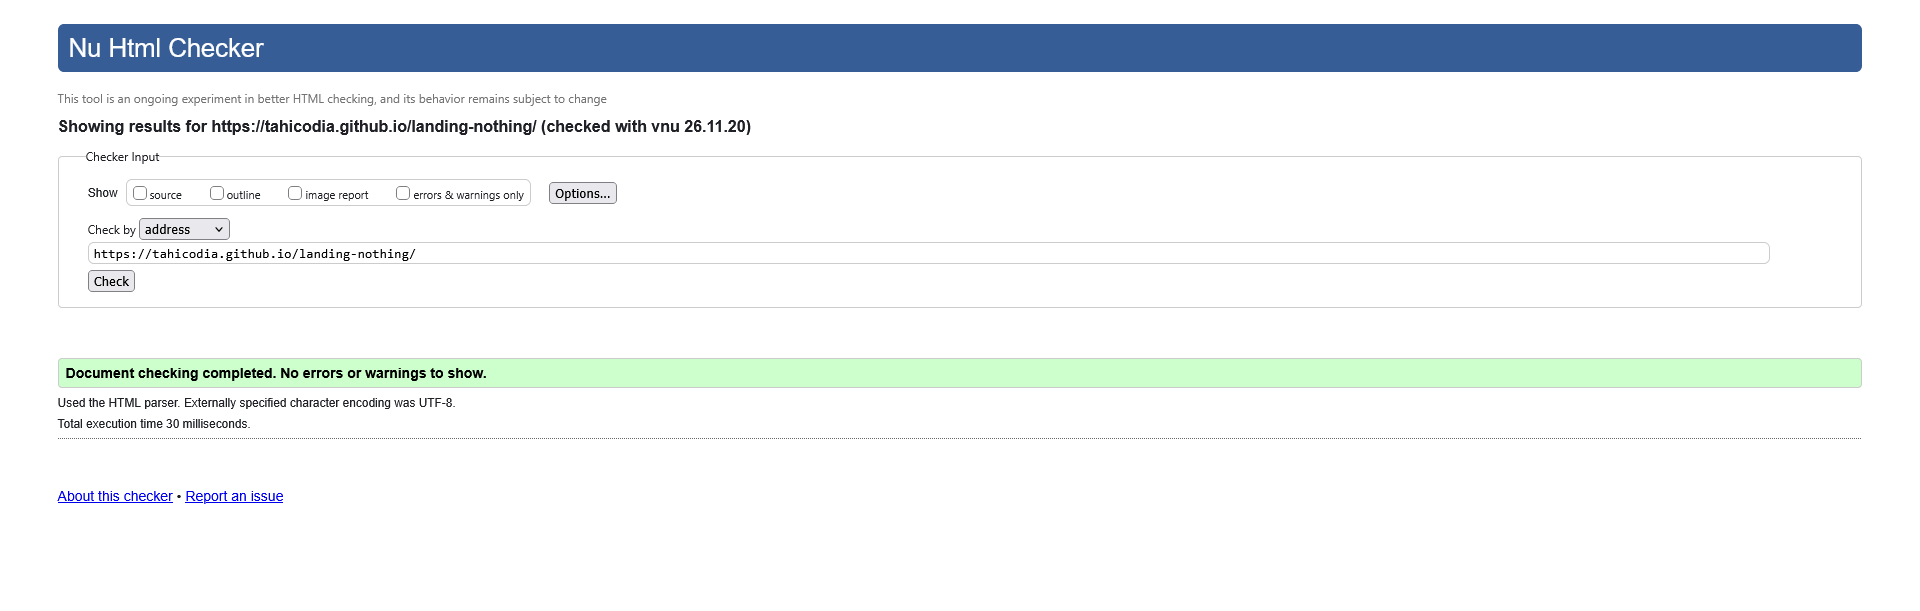 Nu Html Checker
This tool is an ongoing experiment in better HTML checking, and its behavior remains subject to change
Showing results for https://tahicodia.github.io/landing-nothing/ (checked with vnu 26.11.20)
Checker Input
Show source outline image report errors & warnings only Options...
Check by address
https://tahicodia.github.io/landing-nothing/
Check
Document checking completed. No errors or warnings to show.
Used the HTML parser. Externally specified character encoding was UTF-8.
Total execution time 30 milliseconds.
About this checker • Report an issue